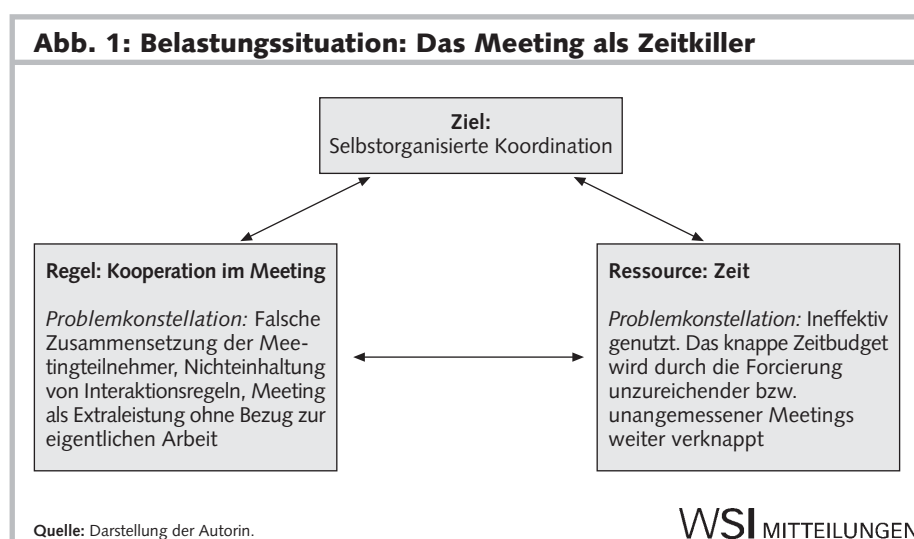 Abb. 1: Belastungssituation: Das Meeting als Zeitkiller
Ziel:
Selbstorganisierte Koordination
Regel: Kooperation im Meeting
Problemkonstellation: Falsche
Zusammensetzung der Mee-
tingteilnehmer, Nichteinhaltung
von Interaktionsregeln, Meeting
als Extraleistung ohne Bezug zur
eigentlichen Arbeit
Ressource: Zeit
Problemkonstellation: Ineffektiv
genutzt. Das knappe Zeitbudget
wird durch die Forcierung
unzureichender bzw.
unangemessener Meetings
weiter verknappt
Quelle: Darstellung der Autorin.
WSI MITTEILUNGEN